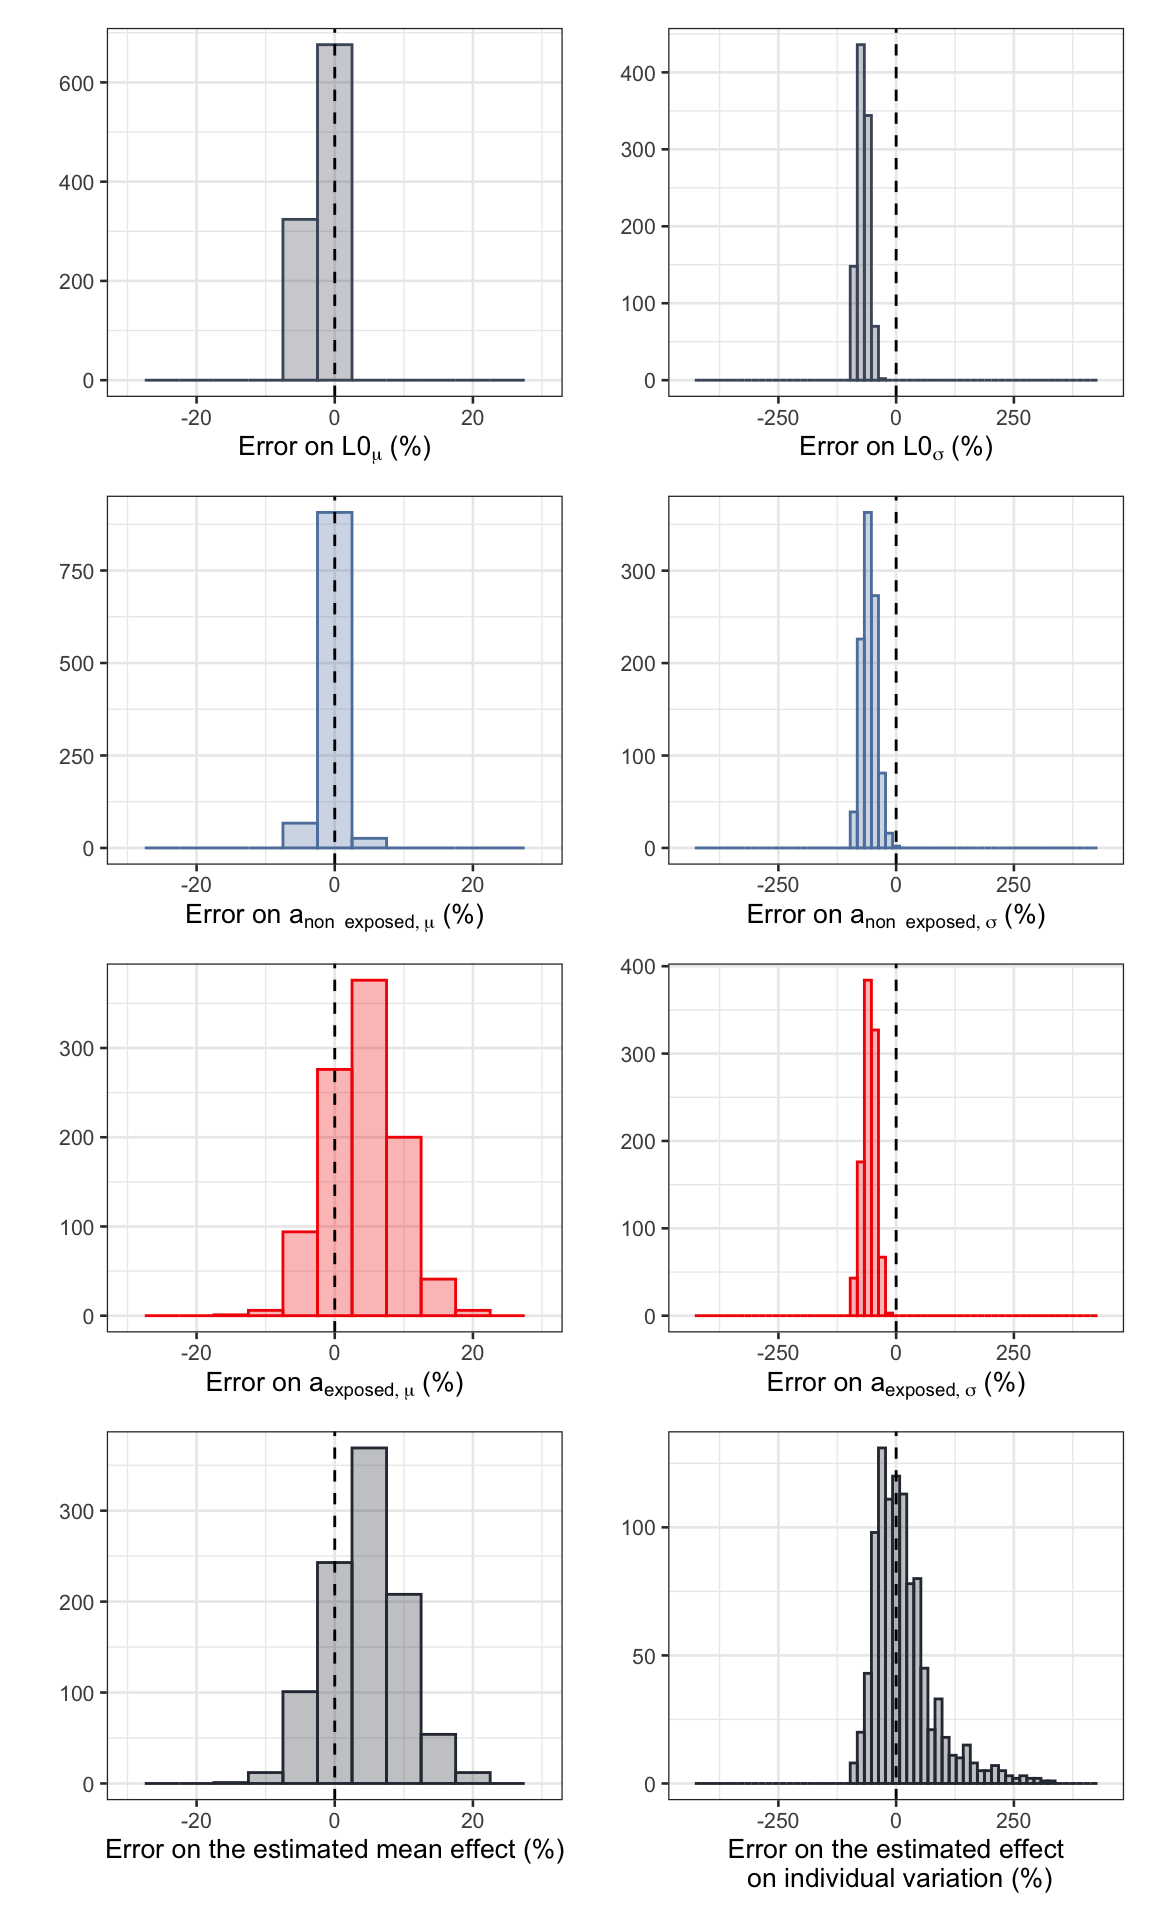 600
400
200
0
-20 0 20
Error on L0μ (%)
400
300
200
100
0
-250 0 250
Error on L0σ (%)
750
500
250
0
-20 0 20
Error on anon exposed, μ (%)
300
200
100
0
-250 0 250
Error on anon exposed, σ (%)
300
200
100
0
-20 0 20
Error on aexposed, μ (%)
400
300
200
100
0
-250 0 250
Error on aexposed, σ (%)
300
200
100
0
-20 0 20
Error on the estimated mean effect (%)
100
50
0
-250 0 250
Error on the estimated effect
on individual variation (%)